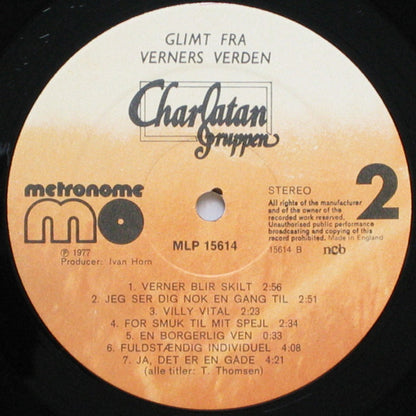 GLIMT FRA
VERNERS VERDEN
Charlatan
gruppen
metronome
mo
STEREO
2
All rights of the manufacturer
and of the owner of the
recorded work reserved.
Unauthorised public performance
broadcasting and copying of this
record prohibited. Made in England
MLP 15614
15614 B ncb
℗ 1977
Producer: Ivan Horn
1. VERNER BLIR SKILT 2:56
2. JEG SER DIG NOK EN GANG TIL 2:51
3. VILLY VITAL 2:23
4. FOR SMUK TIL MIT SPEJL 2:34
5. EN BORGERLIG VEN 0:33
6. FULDSTÆNDIG INDIVIDUEL 4:08
7. JA, DET ER EN GÅDE 4:21
(alle titler: T. Thomsen)